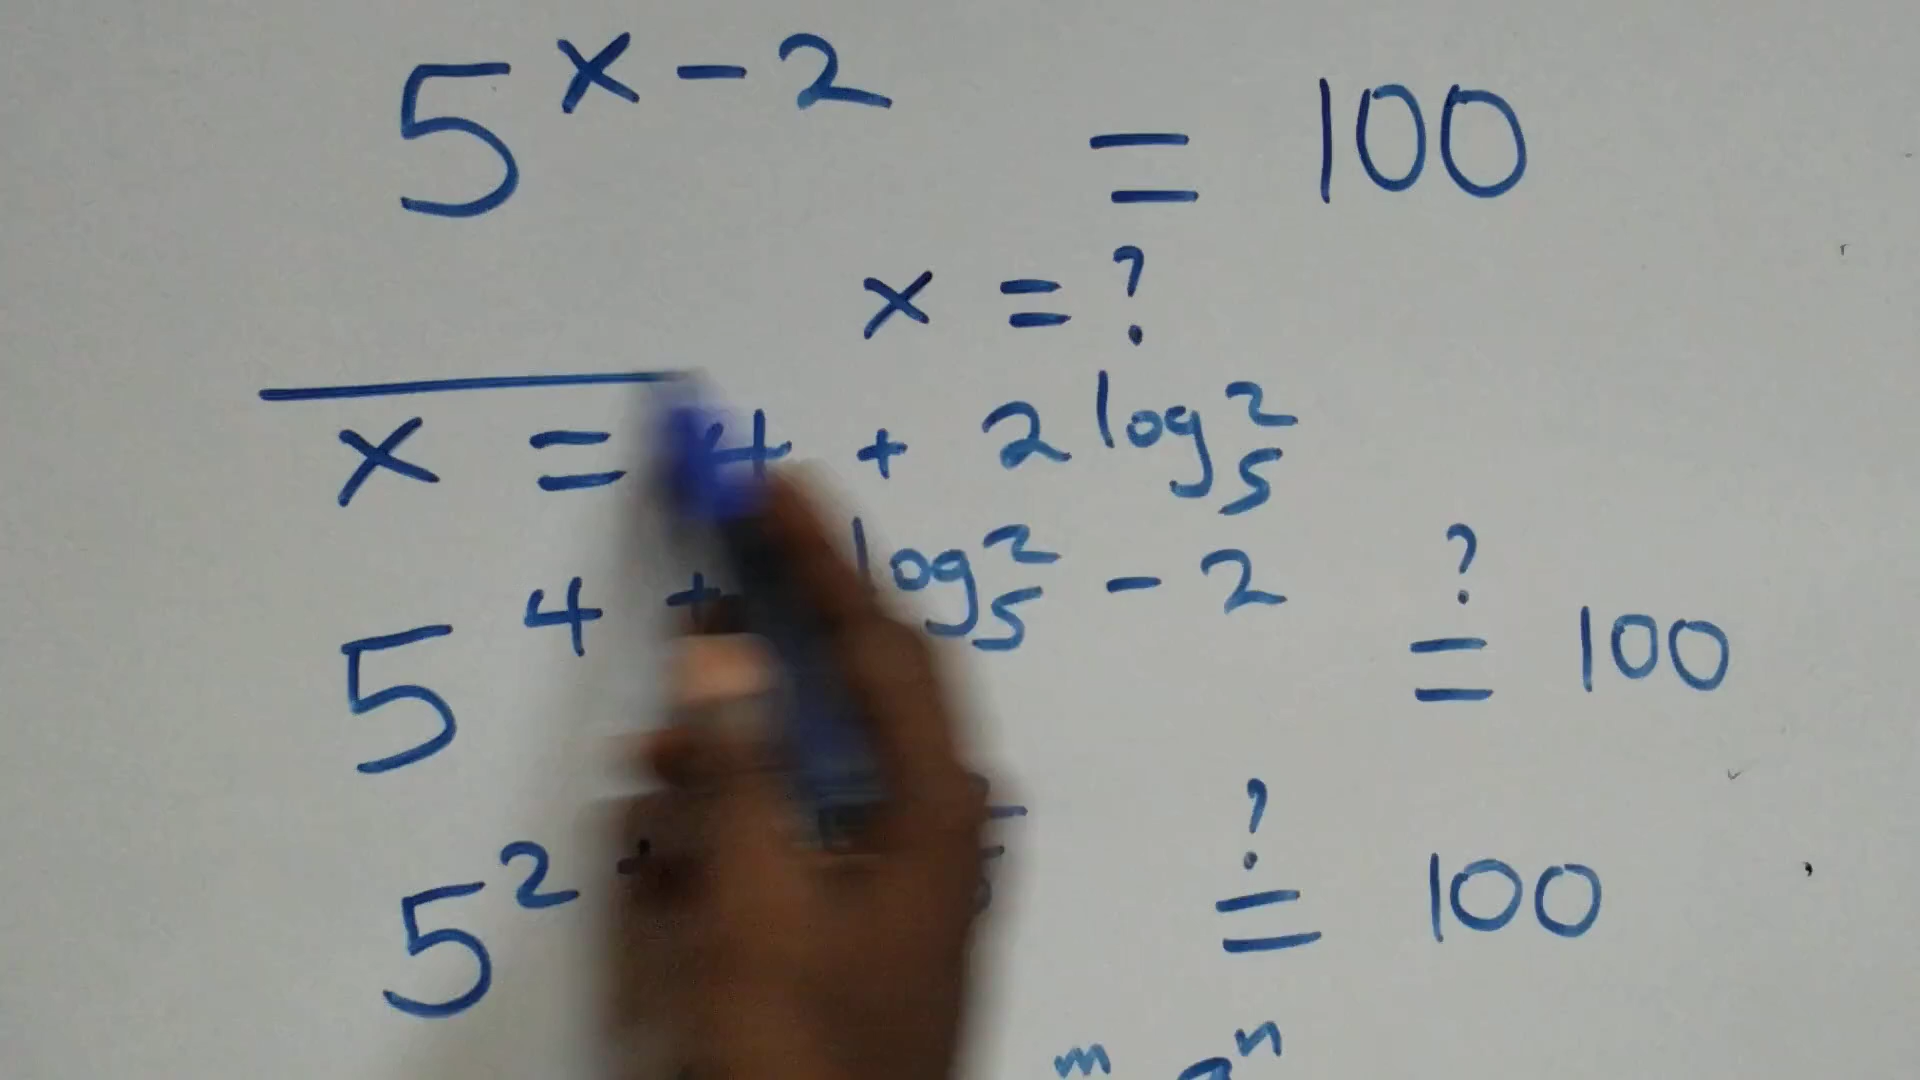 5^{x-2} = 100
x = ?
x = 4 + 2 log_5^2
5^{4 + log_5^2 - 2} ≟ 100
5^{2 +} ≟ 100
m n